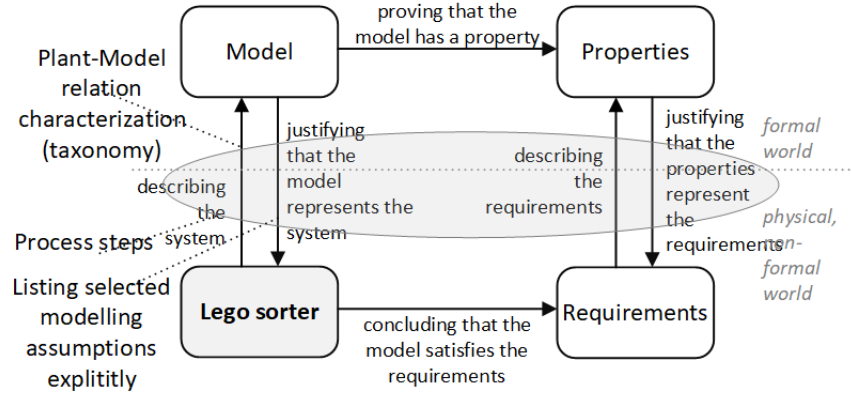 proving that the
model has a property
Model
Properties
Plant-Model
relation
characterization
(taxonomy)
justifying
that the
model
represents the
system
describing
the
system
describing
the
requirements
justifying
that the
properties
represent
the
requirements
formal
world
physical,
non-
formal
world
Process steps
Listing selected
modelling
assumptions
explititly
Lego sorter
Requirements
concluding that the
model satisfies the
requirements